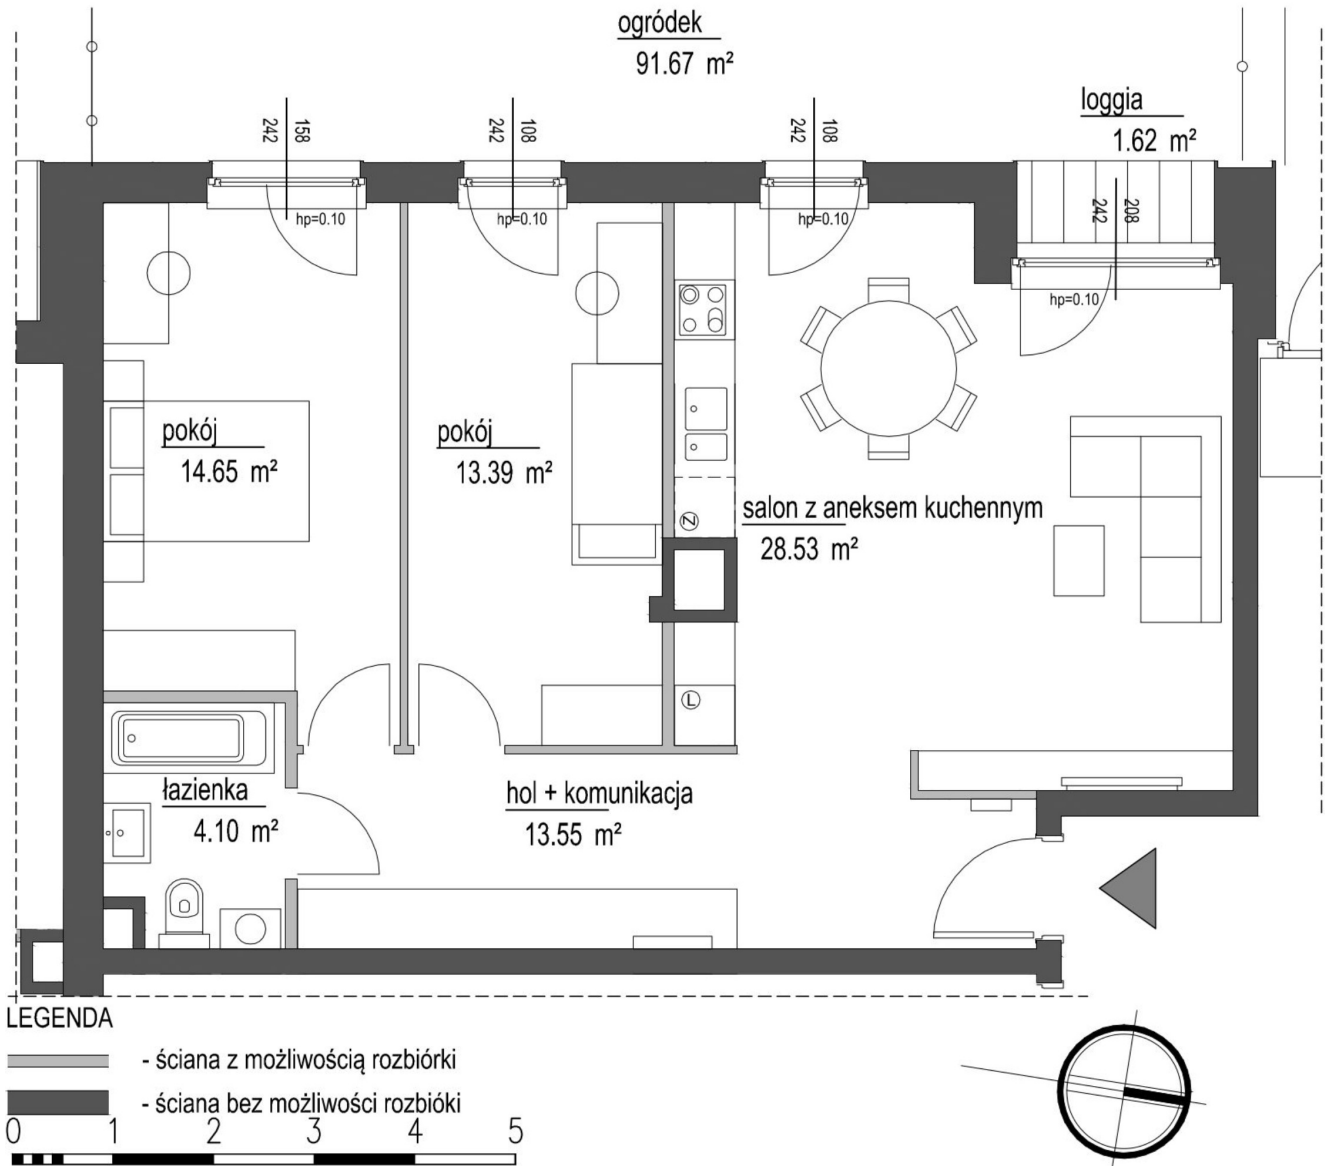 ogródek
91.67 m²
loggia
1.62 m²
242 158
242 108
242 108
242 208
hp=0.10
hp=0.10
hp=0.10
hp=0.10
pokój
14.65 m²
pokój
13.39 m²
Z
salon z aneksem kuchennym
28.53 m²
L
łazienka
4.10 m²
hol + komunikacja
13.55 m²
LEGENDA
- ściana z możliwością rozbiórki
- ściana bez możliwości rozbióki
0 1 2 3 4 5